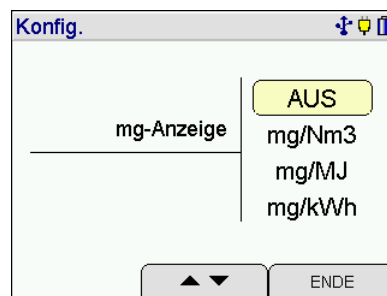 Konfig.
mg-Anzeige
AUS
mg/Nm3
mg/MJ
mg/kWh
ENDE